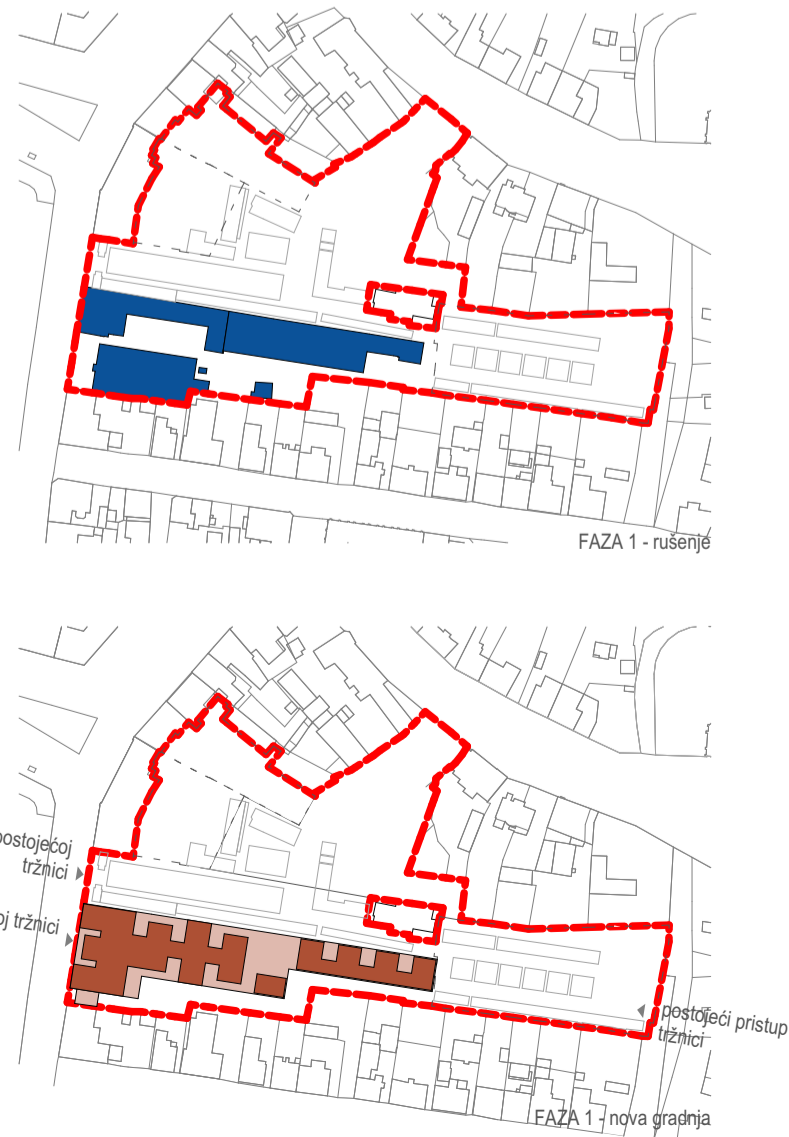 FAZA 1 - rušenje
postojećoj
tržnici
tržnici
postojeći pristup
tržnici
FAZA 1 - nova gradnja